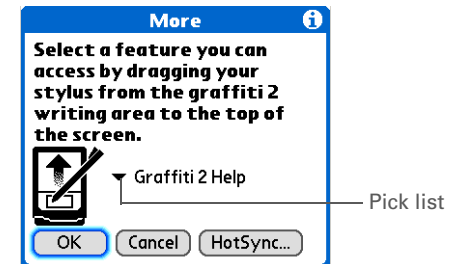 More
Select a feature you can
access by dragging your
stylus from the graffiti 2
writing area to the top of
the screen.
Graffiti 2 Help
Pick list
OK Cancel HotSync...